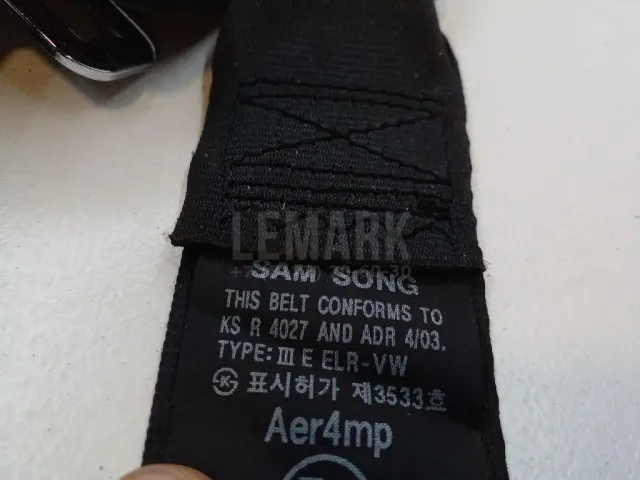 LEMARK
SAM SONG
THIS BELT CONFORMS TO
KS R 4027 AND ADR 4/03.
TYPE: III E ELR-VW
표시허가 제3533호
Aer4mp